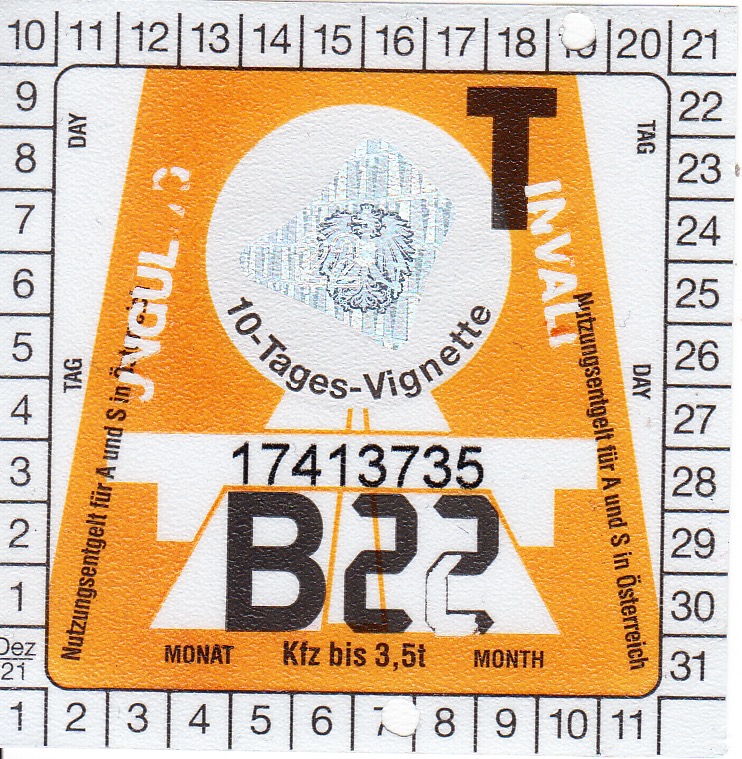 10 11 12 13 14 15 16 17 18 19 20 21
9 22
8 23
7 24
6 25
5 26
4 27
3 28
2 29
1 30
Dez
21
31
1 2 3 4 5 6 7 8 9 10 11
DAY
TAG
TAG
DAY
T
10-Tages-Vignette
Nutzungsentgelt für A und S in
Nutzungsentgelt für A und S in Österreich
17413735
B22
MONAT Kfz bis 3,5t MONTH